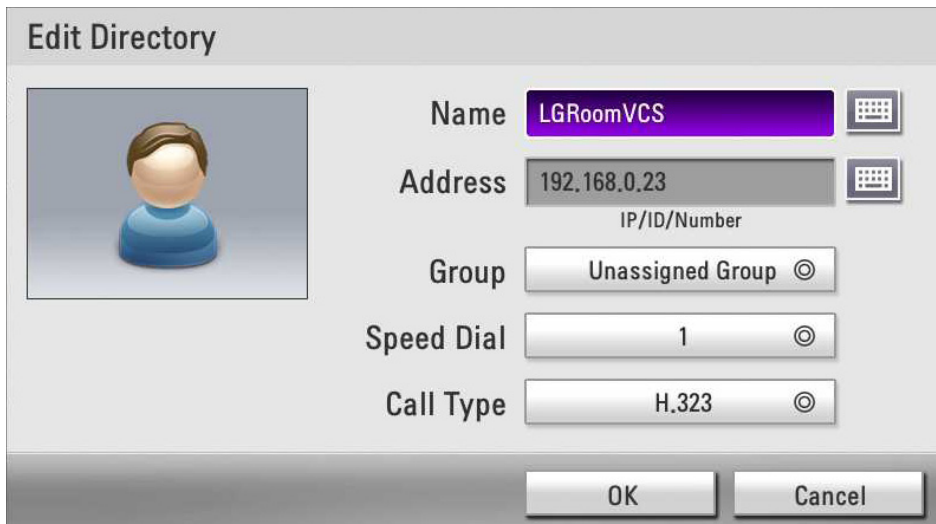 Edit Directory
Name LGRoomVCS
Address 192.168.0.23
IP/ID/Number
Group Unassigned Group
Speed Dial 1
Call Type H.323
OK Cancel